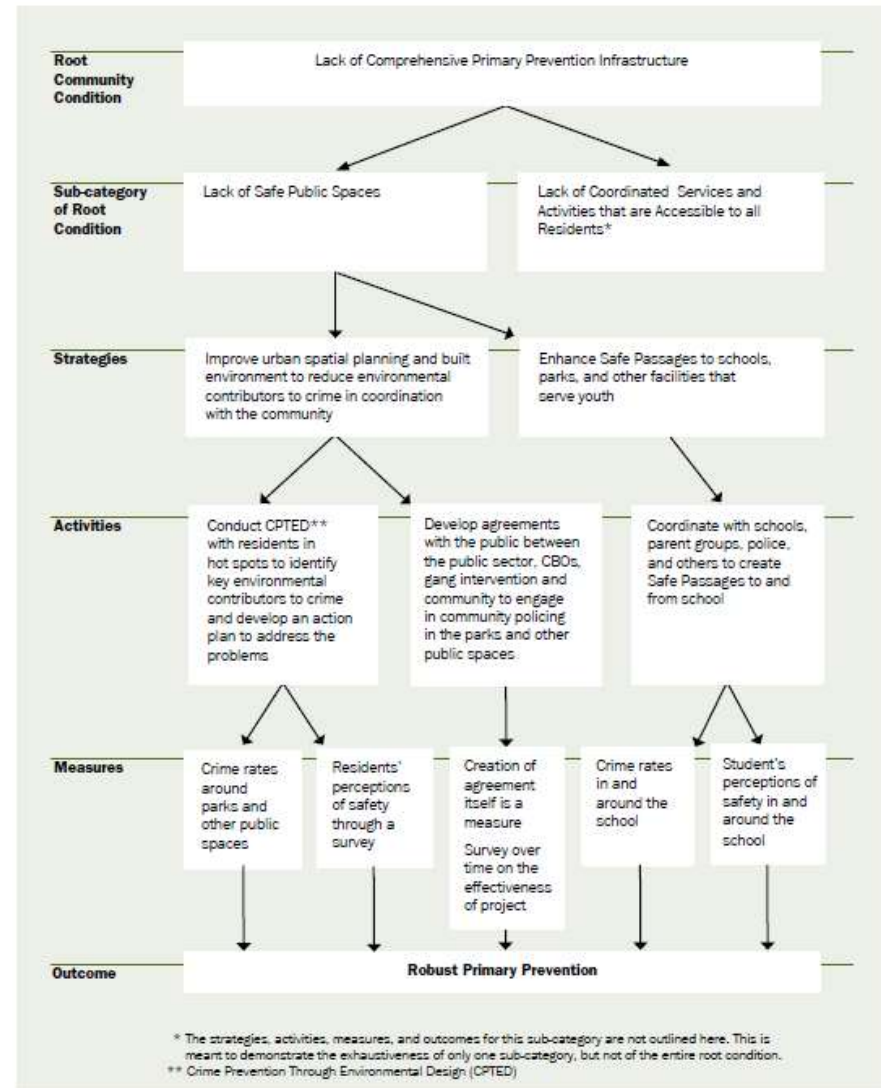 Root
Community
Condition
Lack of Comprehensive Primary Prevention Infrastructure
Sub-category
of Root
Condition
Lack of Safe Public Spaces
Lack of Coordinated Services and
Activities that are Accessible to all
Residents*
Strategies
Improve urban spatial planning and built
environment to reduce environmental
contributors to crime in coordination
with the community
Enhance Safe Passages to schools,
parks, and other facilities that
serve youth
Activities
Conduct CPTED**
with residents in
hot spots to identify
key environmental
contributors to crime
and develop an action
plan to address the
problems
Develop agreements
with the public between
the public sector, CBOs,
gang intervention and
community to engage
in community policing
in the parks and other
public spaces
Coordinate with schools,
parent groups, police,
and others to create
Safe Passages to and
from school
Measures
Crime rates
around
parks and
other public
spaces
Residents'
perceptions
of safety
through a
survey
Creation of
agreement
itself is a
measure
Survey over
time on the
effectiveness
of project
Crime rates
in and
around the
school
Student's
perceptions of
safety in and
around the
school
Outcome
Robust Primary Prevention
* The strategies, activities, measures, and outcomes for this sub-category are not outlined here. This is
meant to demonstrate the exhaustiveness of only one sub-category, but not of the entire root condition.
** Crime Prevention Through Environmental Design (CPTED)